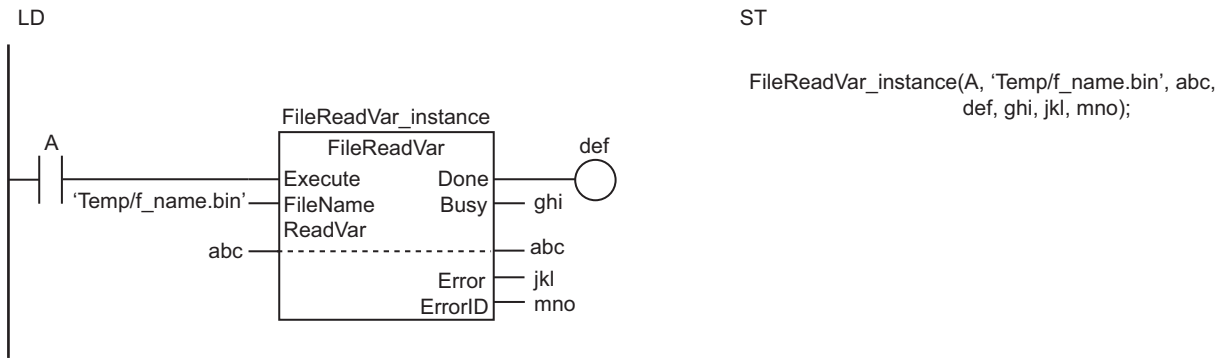 LD
ST
FileReadVar_instance(A, ‘Temp/f_name.bin’, abc,
def, ghi, jkl, mno);
FileReadVar_instance
A
FileReadVar
def
Execute
Done
‘Temp/f_name.bin’
FileName
Busy
ghi
ReadVar
abc
abc
Error
jkl
ErrorID
mno